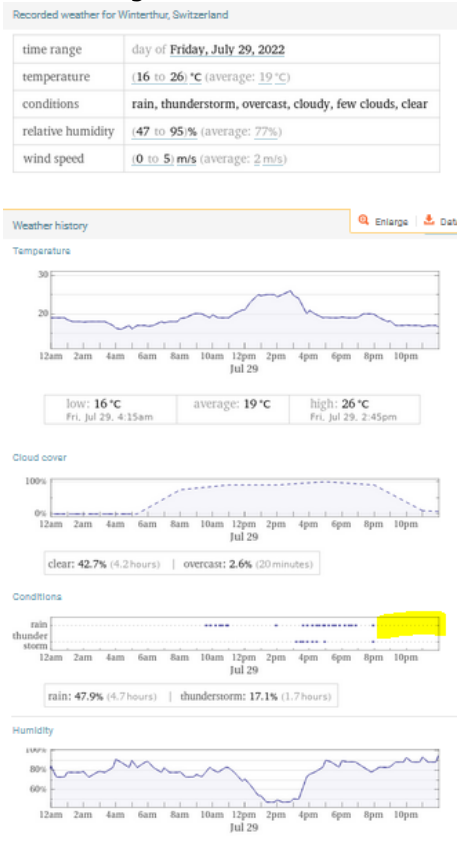 Recorded weather for Winterthur, Switzerland
time range day of Friday, July 29, 2022
temperature (16 to 26) °C (average: 19 °C)
conditions rain, thunderstorm, overcast, cloudy, few clouds, clear
relative humidity (47 to 95)% (average: 77%)
wind speed (0 to 5) m/s (average: 2 m/s)
Weather history Enlarge Data
Temperature
30
20
12am 2am 4am 6am 8am 10am 12pm 2pm 4pm 6pm 8pm 10pm
Jul 29
low: 16 °C average: 19 °C high: 26 °C
Fri, Jul 29, 4:15am Fri, Jul 29, 2:45pm
Cloud cover
100%
0%
12am 2am 4am 6am 8am 10am 12pm 2pm 4pm 6pm 8pm 10pm
Jul 29
clear: 42.7% (4.2 hours) | overcast: 2.6% (20 minutes)
Conditions
rain
thunder
storm
12am 2am 4am 6am 8am 10am 12pm 2pm 4pm 6pm 8pm 10pm
Jul 29
rain: 47.9% (4.7 hours) | thunderstorm: 17.1% (1.7 hours)
Humidity
100%
80%
60%
12am 2am 4am 6am 8am 10am 12pm 2pm 4pm 6pm 8pm 10pm
Jul 29